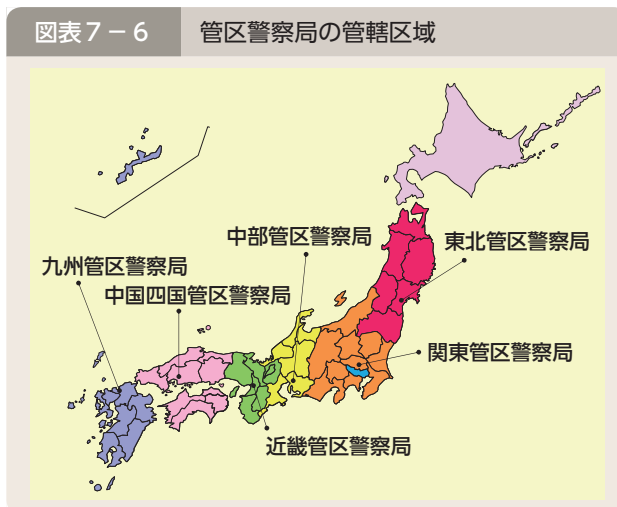 図表7－6 管区警察局の管轄区域
中部管区警察局
東北管区警察局
九州管区警察局
中国四国管区警察局
関東管区警察局
近畿管区警察局